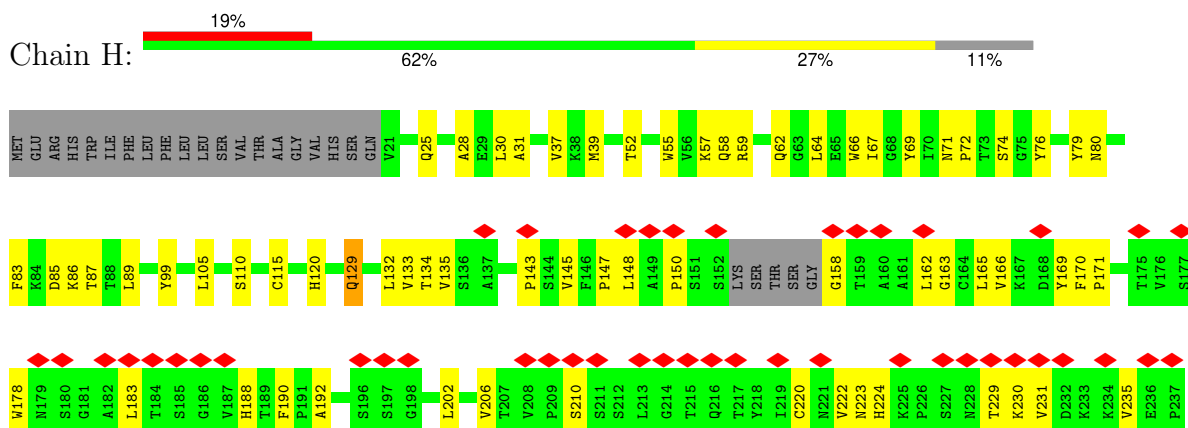 19%
Chain H:
62% 27% 11%
MET GLU ARG HIS TRP ILE PHE LEU PHE LEU LEU SER VAL THR ALA GLY VAL HIS SER GLN V21 Q25 A28 E29 L30 A31 V37 K38 M39 T52 W55 V56 K57 Q58 R59 Q62 G63 L64 E65 W66 I67 G68 Y69 I70 N71 P72 T73 S74 G75 Y76 Y79 N80
F83 K84 D85 K86 T87 T88 L89 Y99 L105 S110 C115 H120 Q129 L132 V133 T134 V135 S136 A137 P143 S144 V145 F146 P147 L148 A149 P150 S151 S152 LYS SER THR SER GLY G158 T159 A160 A161 L162 G163 C164 L165 V166 K167 D168 Y169 F170 P171 T175 V176 S177
W178 N179 S180 G181 A182 L183 T184 S185 G186 V187 H188 T189 F190 P191 A192 S196 S197 G198 L202 V206 T207 V208 P209 S210 S211 S212 L213 G214 T215 Q216 T217 Y218 I219 C220 N221 V222 N223 H224 K225 P226 S227 N228 T229 K230 V231 D232 K233 K234 V235 E236 P237